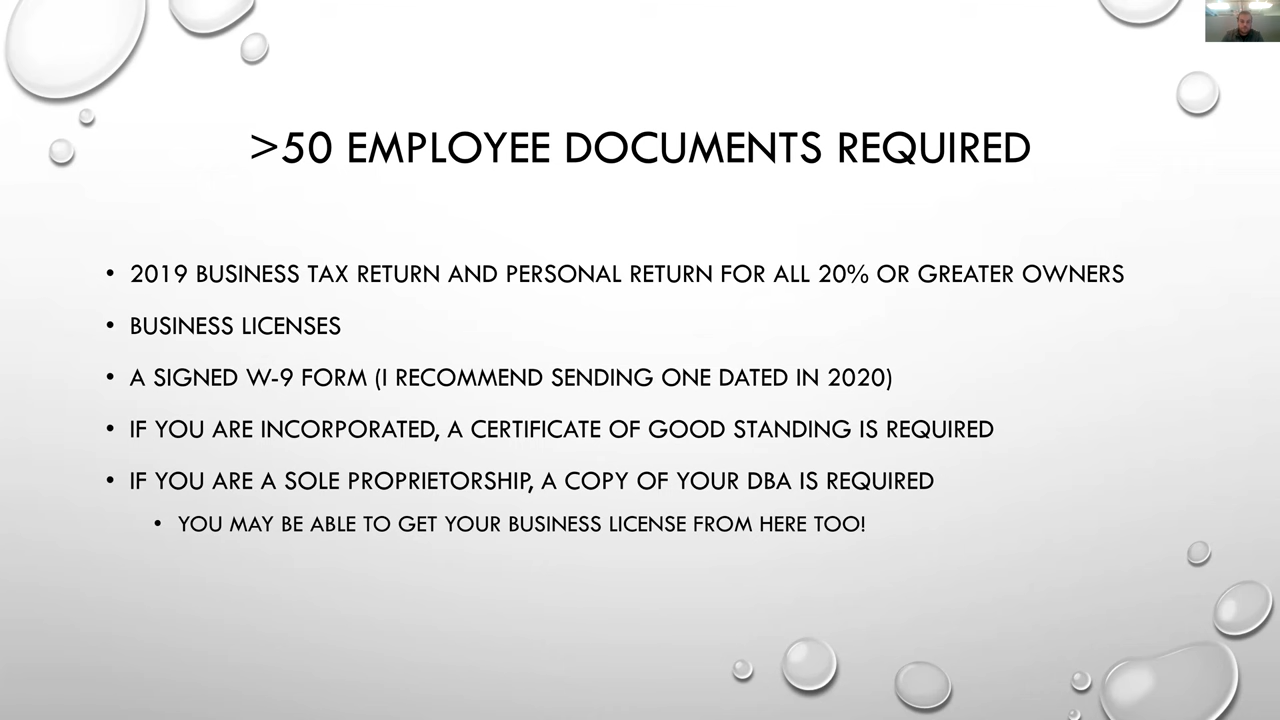 >50 EMPLOYEE DOCUMENTS REQUIRED
• 2019 BUSINESS TAX RETURN AND PERSONAL RETURN FOR ALL 20% OR GREATER OWNERS
• BUSINESS LICENSES
• A SIGNED W-9 FORM (I RECOMMEND SENDING ONE DATED IN 2020)
• IF YOU ARE INCORPORATED, A CERTIFICATE OF GOOD STANDING IS REQUIRED
• IF YOU ARE A SOLE PROPRIETORSHIP, A COPY OF YOUR DBA IS REQUIRED
• YOU MAY BE ABLE TO GET YOUR BUSINESS LICENSE FROM HERE TOO!